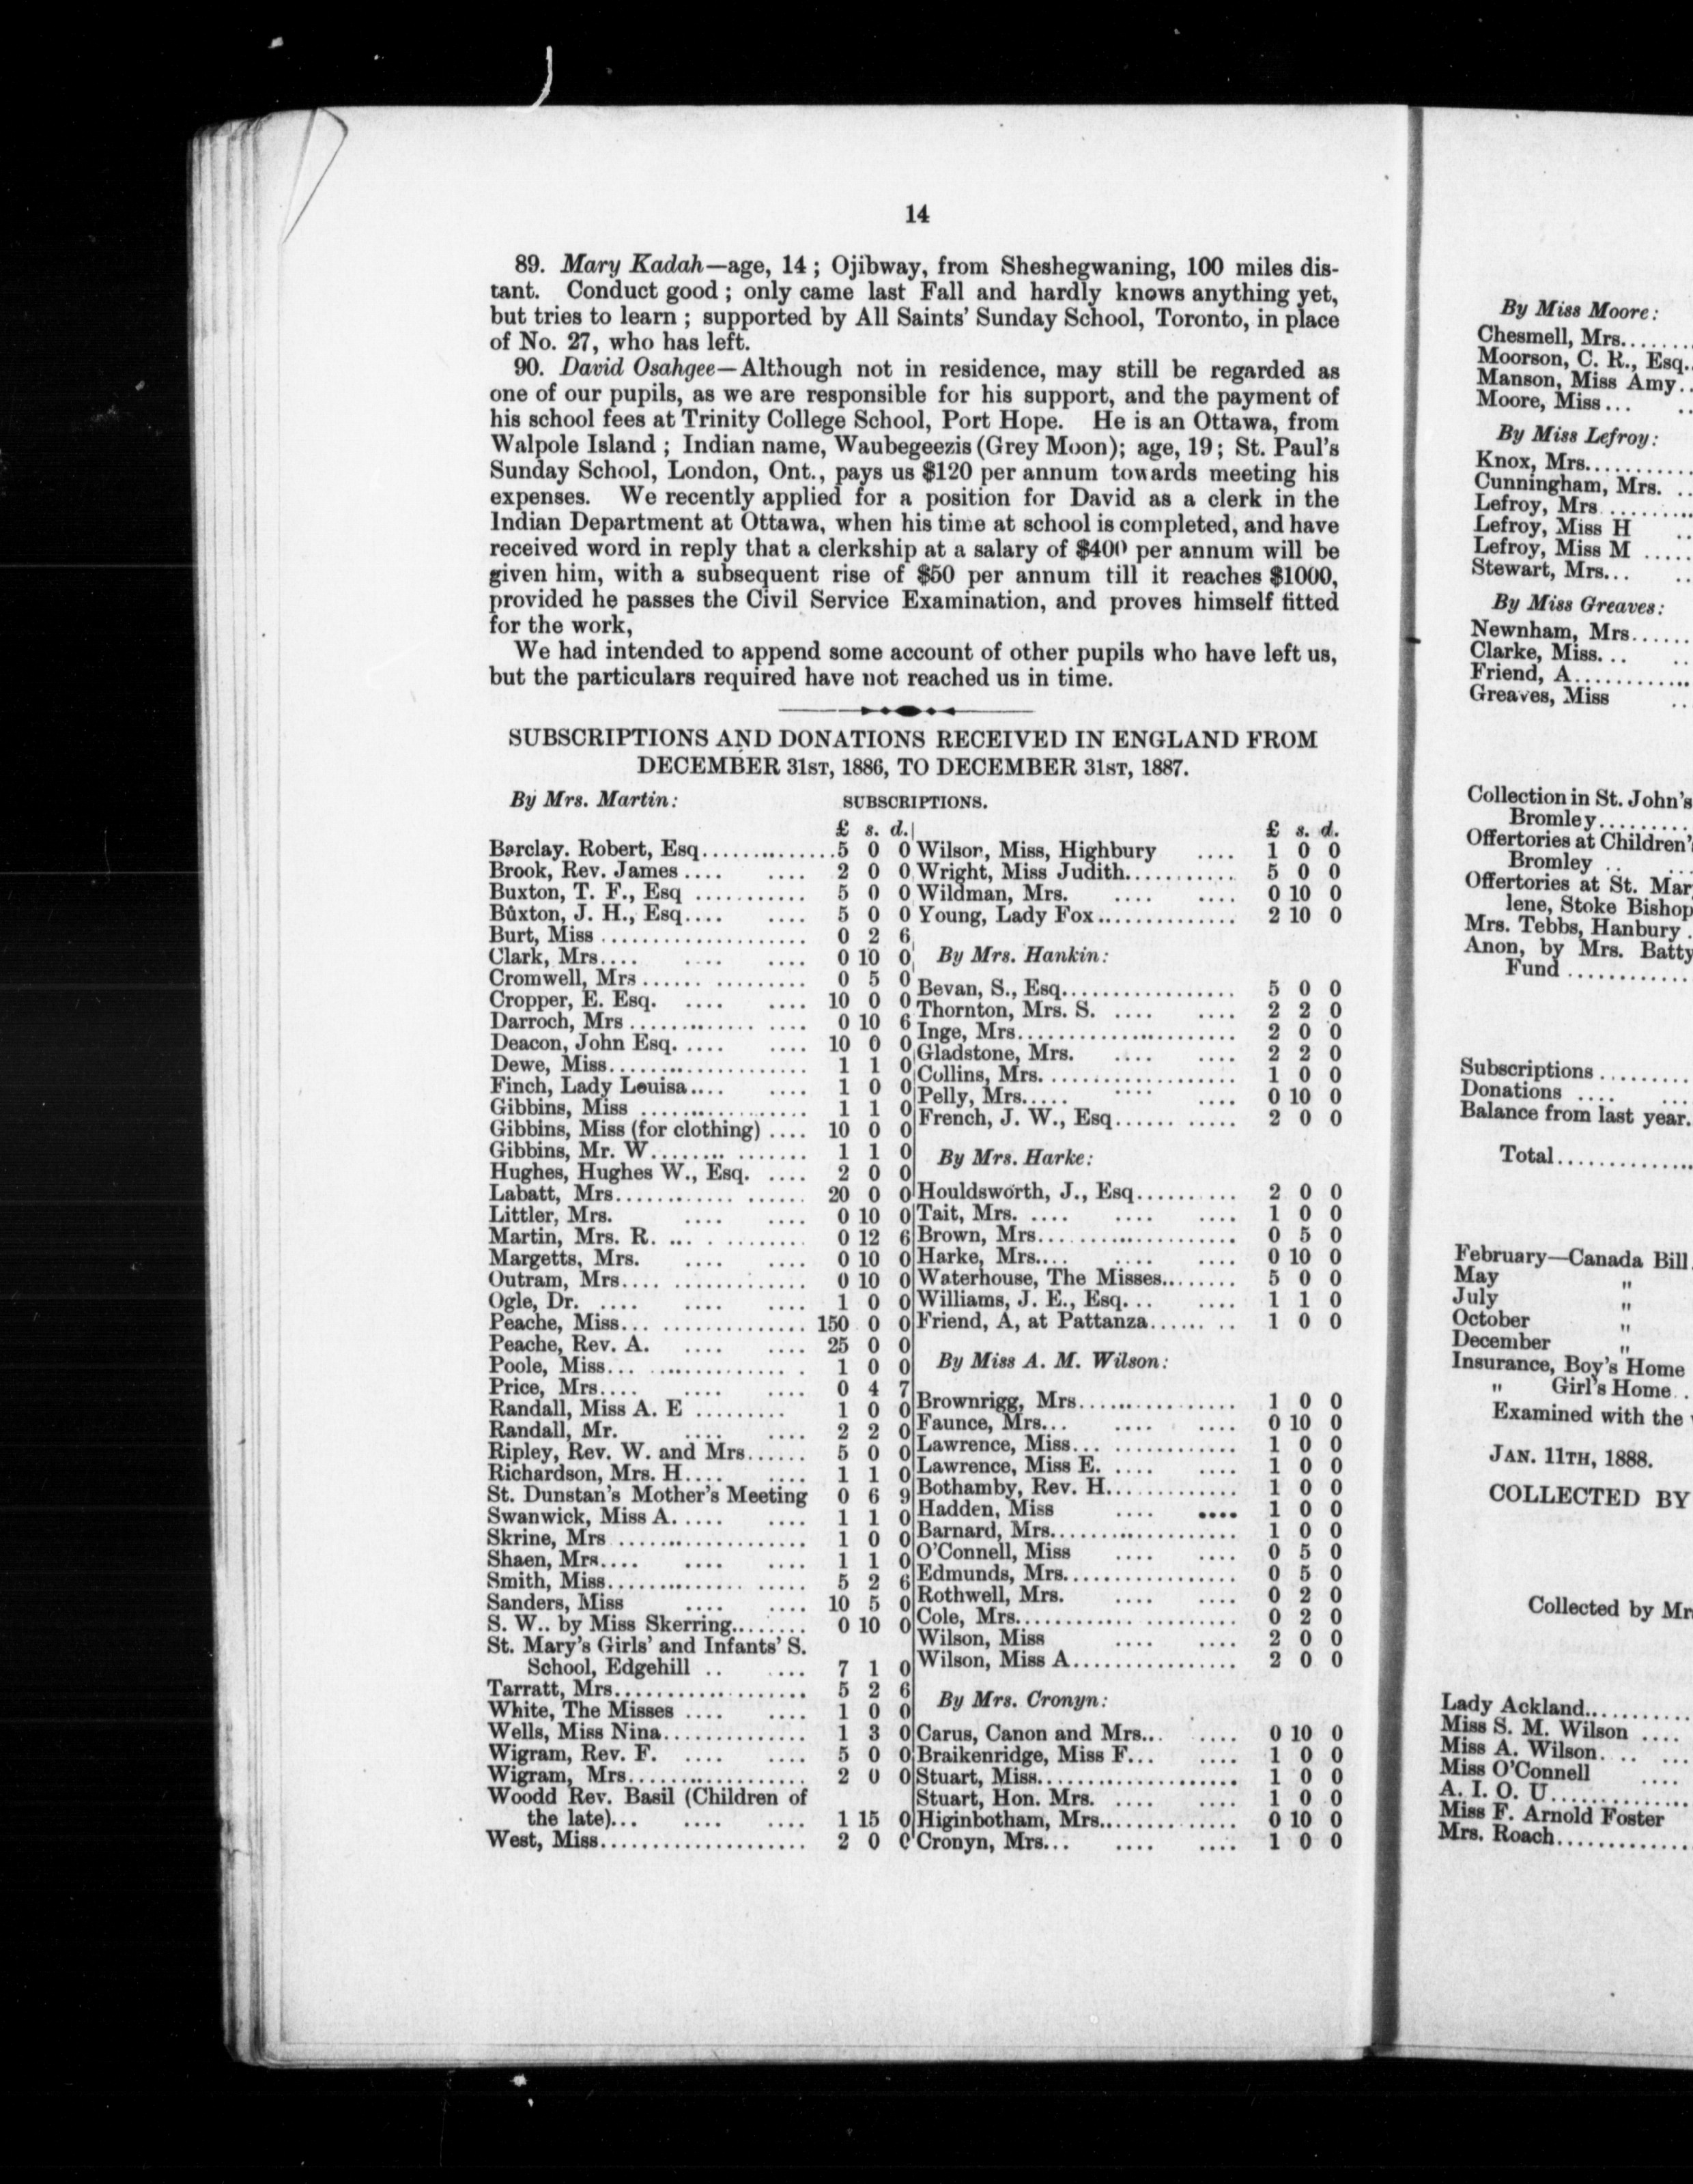 14
89. Mary Kadah—age, 14 ; Ojibway, from Sheshegwaning, 100 miles dis-
tant. Conduct good ; only came last Fall and hardly knows anything yet,
but tries to learn ; supported by All Saints' Sunday School, Toronto, in place
of No. 27, who has left.
90. David Osahgee—Although not in residence, may still be regarded as
one of our pupils, as we are responsible for his support, and the payment of
his school fees at Trinity College School, Port Hope. He is an Ottawa, from
Walpole Island ; Indian name, Waubegeezis (Grey Moon); age, 19; St. Paul's
Sunday School, London, Ont., pays us $120 per annum towards meeting his
expenses. We recently applied for a position for David as a clerk in the
Indian Department at Ottawa, when his time at school is completed, and have
received word in reply that a clerkship at a salary of $400 per annum will be
given him, with a subsequent rise of $50 per annum till it reaches $1000,
provided he passes the Civil Service Examination, and proves himself fitted
for the work,
We had intended to append some account of other pupils who have left us,
but the particulars required have not reached us in time.
SUBSCRIPTIONS AND DONATIONS RECEIVED IN ENGLAND FROM
DECEMBER 31ST, 1886, TO DECEMBER 31ST, 1887.
By Mrs. Martin:
SUBSCRIPTIONS.
£ s. d.
Barclay. Robert, Esq..............5 0 0
Brook, Rev. James .... .... 2 0 0
Buxton, T. F., Esq ........... 5 0 0
Buxton, J. H., Esq.... .... 5 0 0
Burt, Miss .................... 0 2 6
Clark, Mrs.... .... .... 0 10 0
Cromwell, Mrs ............... 0 5 0
Cropper, E. Esq. .... .... 10 0 0
Darroch, Mrs ............. .... 0 10 6
Deacon, John Esq. .... .... 10 0 0
Dewe, Miss.................... 1 1 0
Finch, Lady Louisa.... .... 1 0 0
Gibbins, Miss ................. 1 1 0
Gibbins, Miss (for clothing) .... 10 0 0
Gibbins, Mr. W........ ........ 1 1 0
Hughes, Hughes W., Esq. .... 2 0 0
Labatt, Mrs............ ...... 20 0 0
Littler, Mrs. .... .... 0 10 0
Martin, Mrs. R. ... .......... 0 12 6
Margetts, Mrs. .... .... 0 10 0
Outram, Mrs.... .............. 0 10 0
Ogle, Dr. .... .... .... 1 0 0
Peache, Miss... .............. 150 0 0
Peache, Rev. A. .... .... 25 0 0
Poole, Miss... .............. . 1 0 0
Price, Mrs.... .... .... 0 4 7
Randall, Miss A. E ......... 1 0 0
Randall, Mr. .... .... 2 2 0
Ripley, Rev. W. and Mrs...... 5 0 0
Richardson, Mrs. H.... .... 1 1 0
St. Dunstan's Mother's Meeting 0 6 9
Swanwick, Miss A..... .... 1 1 0
Skrine, Mrs ................... 1 0 0
Shaen, Mrs.... .... .... 1 1 0
Smith, Miss............. ..... 5 2 6
Sanders, Miss .... .... 10 5 0
S. W.. by Miss Skerring........ 0 10 0
St. Mary's Girls' and Infants' S.
School, Edgehill .. ... 7 1 0
Tarratt, Mrs................... 5 2 6
White, The Misses .... .... 1 0 0
Wells, Miss Nina.............. 1 3 0
Wigram, Rev. F. .... .... 5 0 0
Wigram, Mrs................. 2 0 0
Woodd Rev. Basil (Children of
the late)... .... .... 1 15 0
West, Miss.................... 2 0 0
£ s. d.
Wilson, Miss, Highbury .... 1 0 0
Wright, Miss Judith........... 5 0 0
Wildman, Mrs. .... .... 0 10 0
Young, Lady Fox.............. 2 10 0
By Mrs. Hankin:
Bevan, S., Esq................. 5 0 0
Thornton, Mrs. S. .... .... 2 2 0
Inge, Mrs...................... 2 0 0
Gladstone, Mrs. .... .... 2 2 0
Collins, Mrs.................... 1 0 0
Pelly, Mrs..... .... .... 0 10 0
French, J. W., Esq...... ..... 2 0 0
By Mrs. Harke:
Houldsworth, J., Esq.......... 2 0 0
Tait, Mrs. .... .... .... 1 0 0
Brown, Mrs.................... 0 5 0
Harke, Mrs.... .... .... 0 10 0
Waterhouse, The Misses........ 5 0 0
Williams, J. E., Esq... .... 1 1 0
Friend, A, at Pattanza...... .. 1 0 0
By Miss A. M. Wilson:
Brownrigg, Mrs................ 1 0 0
Faunce, Mrs... .... .... 0 10 0
Lawrence, Miss... ............ 1 0 0
Lawrence, Miss E. .... .... 1 0 0
Bothamby, Rev. H............. 1 0 0
Hadden, Miss .... .... 1 0 0
Barnard, Mrs................... 1 0 0
O'Connell, Miss .... .... 0 5 0
Edmunds, Mrs................. 0 5 0
Rothwell, Mrs. .... .... 0 2 0
Cole, Mrs............. ......... 0 2 0
Wilson, Miss .... .... 2 0 0
Wilson, Miss A................ 2 0 0
By Mrs. Cronyn:
Carus, Canon and Mrs... .... 0 10 0
Braikenridge, Miss F... .... 1 0 0
Stuart, Miss.................... 1 0 0
Stuart, Hon. Mrs. .... .... 1 0 0
Higinbotham, Mrs.............. 0 10 0
Cronyn, Mrs... .... .... 1 0 0
By Miss Moore:
Chesmell, Mrs.......
Moorson, C. R., Esq..
Manson, Miss Amy..
Moore, Miss... ..
By Miss Lefroy:
Knox, Mrs...........
Cunningham, Mrs. ..
Lefroy, Mrs .........
Lefroy, Miss H ..
Lefroy, Miss M .....
Stewart, Mrs... ..
By Miss Greaves:
Newnham, Mrs......
Clarke, Miss... ..
Friend, A............
Greaves, Miss ..
Collection in St. John's
Bromley.........
Offertories at Children's
Bromley .. ...
Offertories at St. Mar
lene, Stoke Bishop
Mrs. Tebbs, Hanbury .
Anon, by Mrs. Batty
Fund ............
Subscriptions .........
Donations .... ...
Balance from last year.
Total..............
February—Canada Bill
May "
July "
October "
December "
Insurance, Boy's Home
" Girl's Home ..
Examined with the
JAN. 11TH, 1888.
COLLECTED BY
Collected by Mr
Lady Ackland...........
Miss S. M. Wilson ....
Miss A. Wilson.... ...
Miss O'Connell ....
A. I. O. U..............
Miss F. Arnold Foster
Mrs. Roach..............